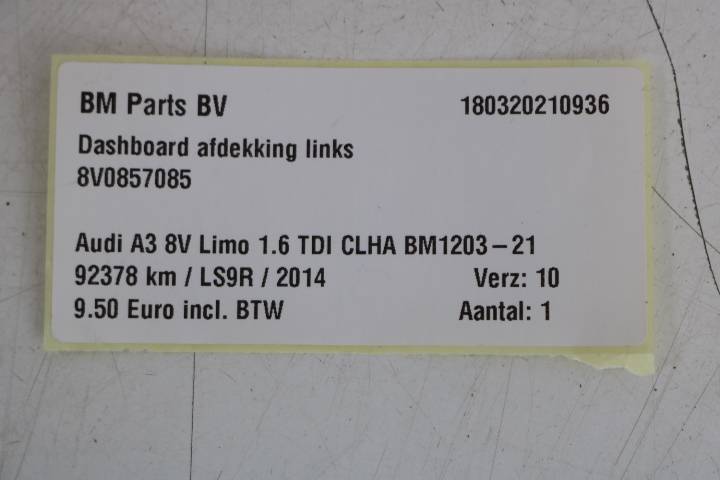 BM Parts BV 180320210936
Dashboard afdekking links
8V0857085
Audi A3 8V Limo 1.6 TDI CLHA BM1203-21
92378 km / LS9R / 2014 Verz: 10
9.50 Euro incl. BTW Aantal: 1